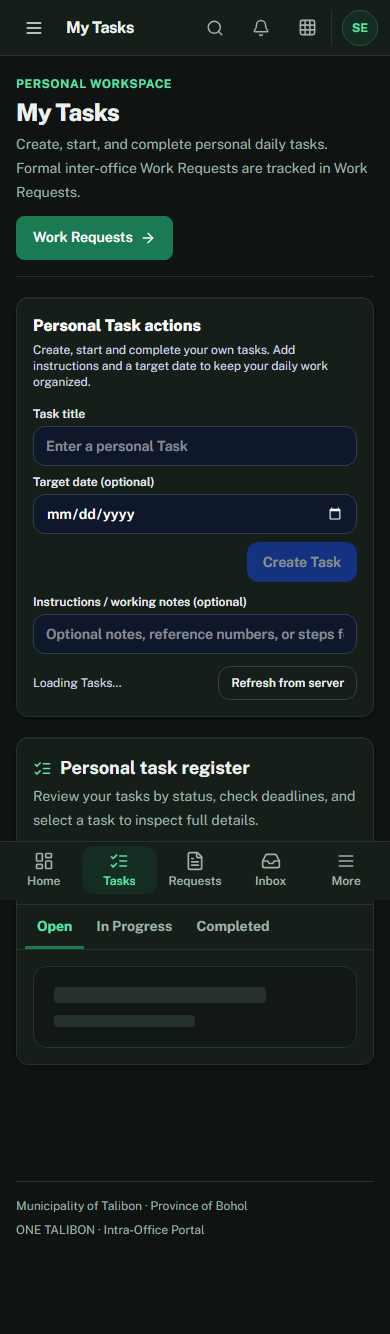 My Tasks
SE
PERSONAL WORKSPACE
My Tasks
Create, start, and complete personal daily tasks.
Formal inter-office Work Requests are tracked in Work
Requests.
Work Requests
Personal Task actions
Create, start and complete your own tasks. Add
instructions and a target date to keep your daily work
organized.
Task title
Enter a personal Task
Target date (optional)
mm/dd/yyyy
Create Task
Instructions / working notes (optional)
Optional notes, reference numbers, or steps f
Loading Tasks...
Refresh from server
Personal task register
Review your tasks by status, check deadlines, and
select a task to inspect full details.
Home
Tasks
Requests
Inbox
More
Open
In Progress
Completed
Municipality of Talibon · Province of Bohol
ONE TALIBON · Intra-Office Portal